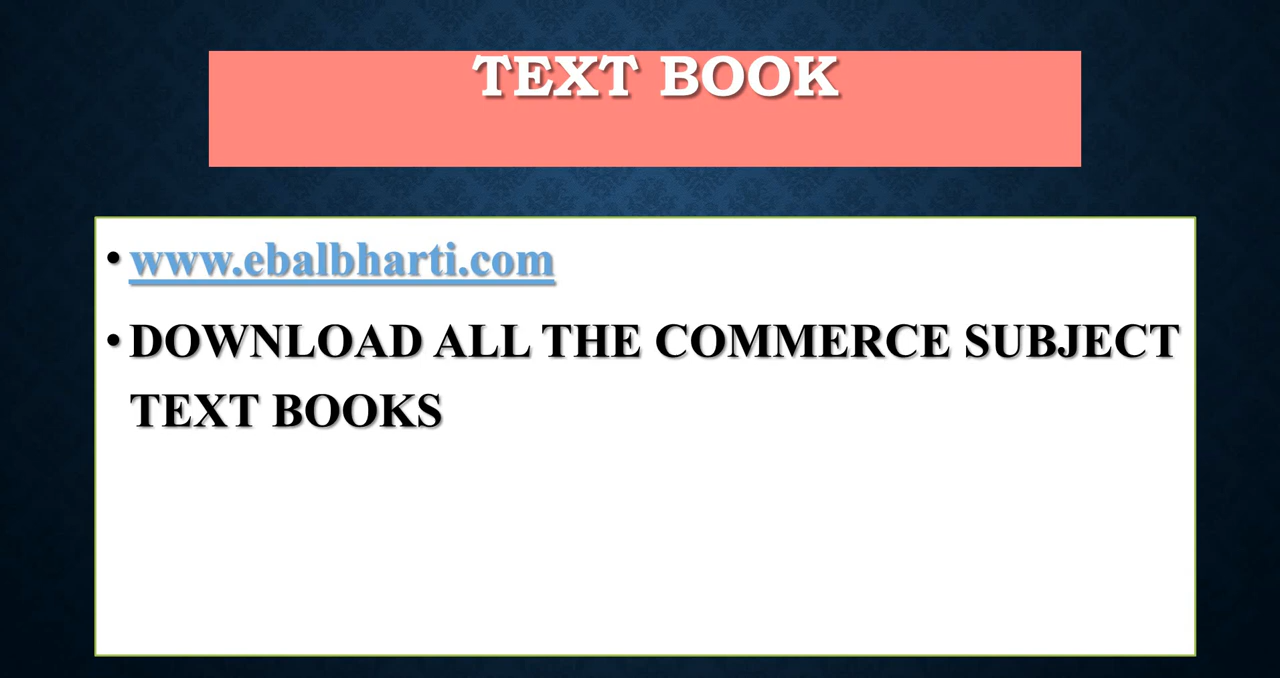 TEXT BOOK
• www.ebalbharti.com
• DOWNLOAD ALL THE COMMERCE SUBJECT
TEXT BOOKS